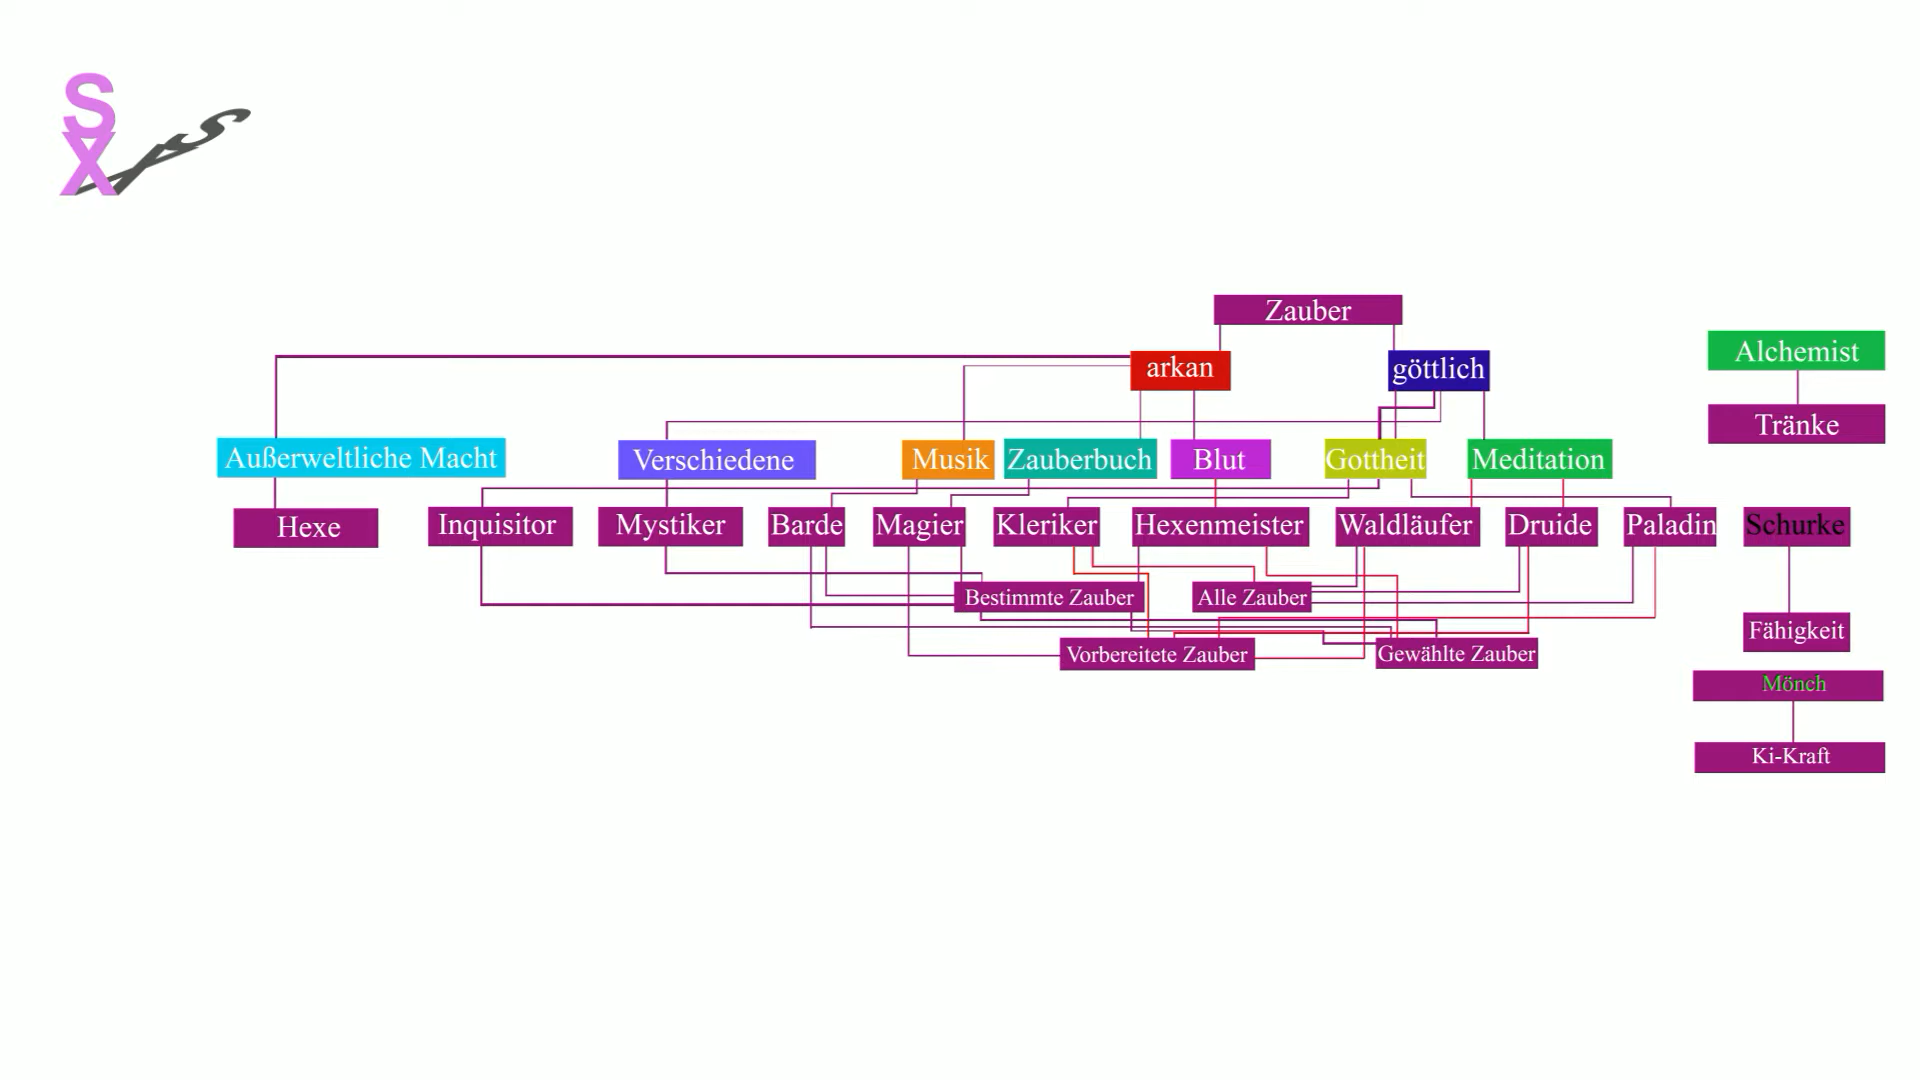 S
X
Zauber
arkan
göttlich
Alchemist
Tränke
Außerweltliche Macht
Verschiedene
Musik
Zauberbuch
Blut
Gottheit
Meditation
Hexe
Inquisitor
Mystiker
Barde
Magier
Kleriker
Hexenmeister
Waldläufer
Druide
Paladin
Schurke
Bestimmte Zauber
Alle Zauber
Fähigkeit
Vorbereitete Zauber
Gewählte Zauber
Mönch
Ki-Kraft